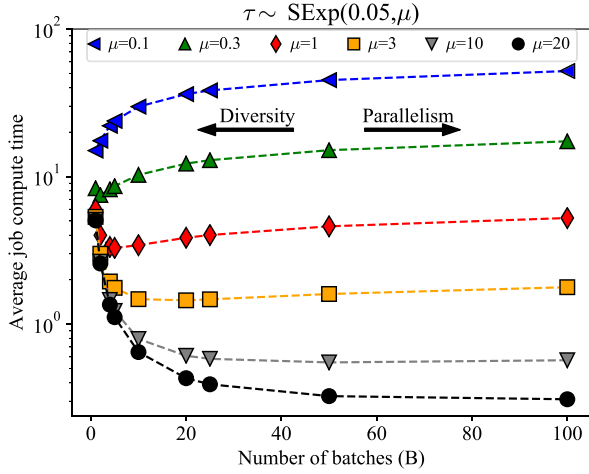 τ ~ SExp(0.05,μ)
μ=0.1 μ=0.3 μ=1 μ=3 μ=10 μ=20
Diversity Parallelism
Average job compute time
10²
10¹
10⁰
0 20 40 60 80 100
Number of batches (B)